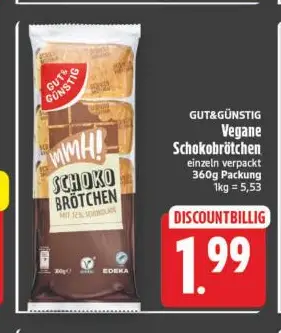 GUT&
GÜNSTIG
MMH!
SCHOKO
BRÖTCHEN
EDEKA
GUT&GÜNSTIG
Vegane
Schokobrötchen
einzeln verpackt
360g Packung
1kg = 5,53
DISCOUNTBILLIG
1.99